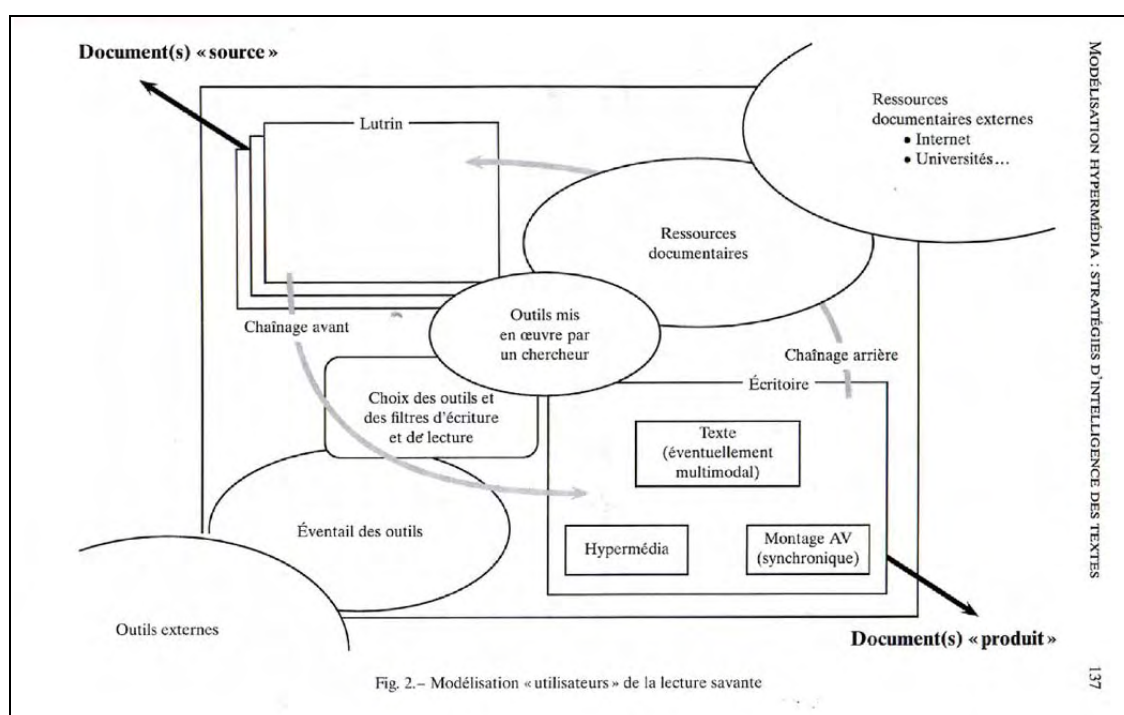 Document(s) « source »
Lutrin
Ressources
documentaires externes
• Internet
• Universités…
Ressources
documentaires
Outils mis
en œuvre par
un chercheur
Chaînage avant
Chaînage arrière
Choix des outils et
des filtres d'écriture
et de lecture
Écritoire
Texte
(éventuellement
multimodal)
Hypermédia
Montage AV
(synchronique)
Éventail des outils
Outils externes
Document(s) « produit »
Fig. 2.– Modélisation « utilisateurs » de la lecture savante
MODÉLISATION HYPERMÉDIA : STRATÉGIES D'INTELLIGENCE DES TEXTES
137